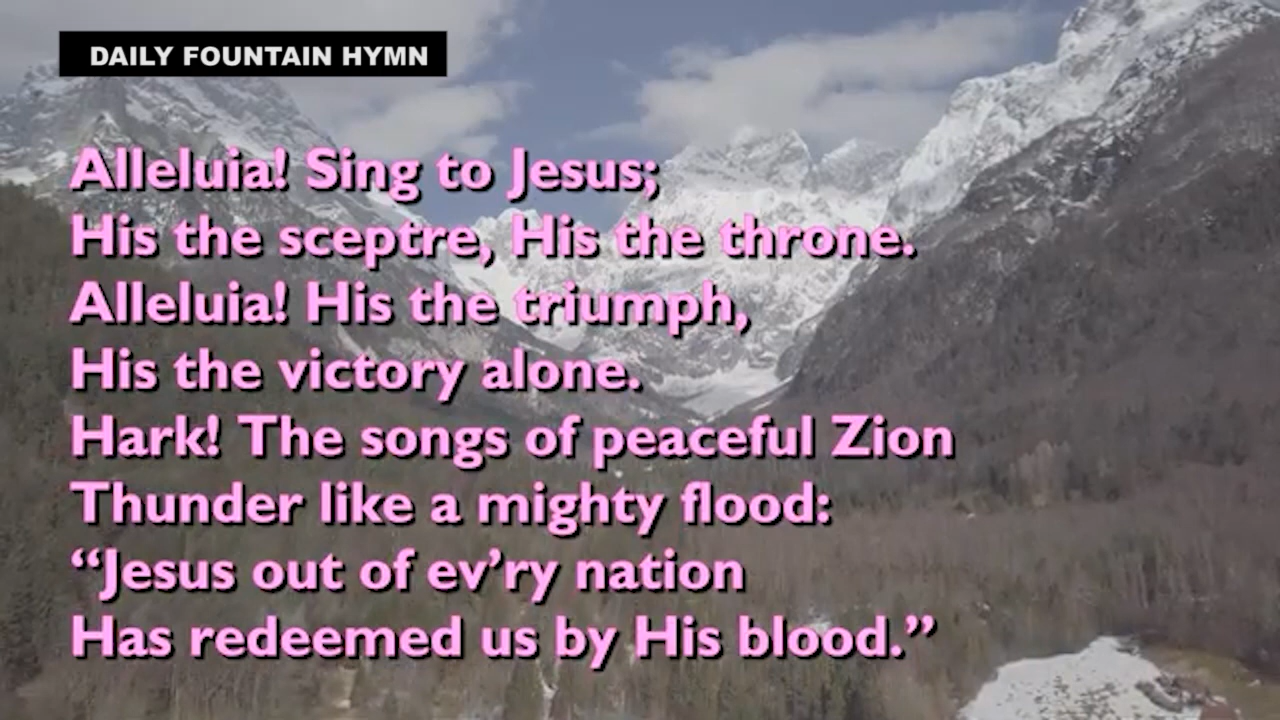 DAILY FOUNTAIN HYMN
Alleluia! Sing to Jesus;
His the sceptre, His the throne.
Alleluia! His the triumph,
His the victory alone.
Hark! The songs of peaceful Zion
Thunder like a mighty flood:
“Jesus out of ev’ry nation
Has redeemed us by His blood.”